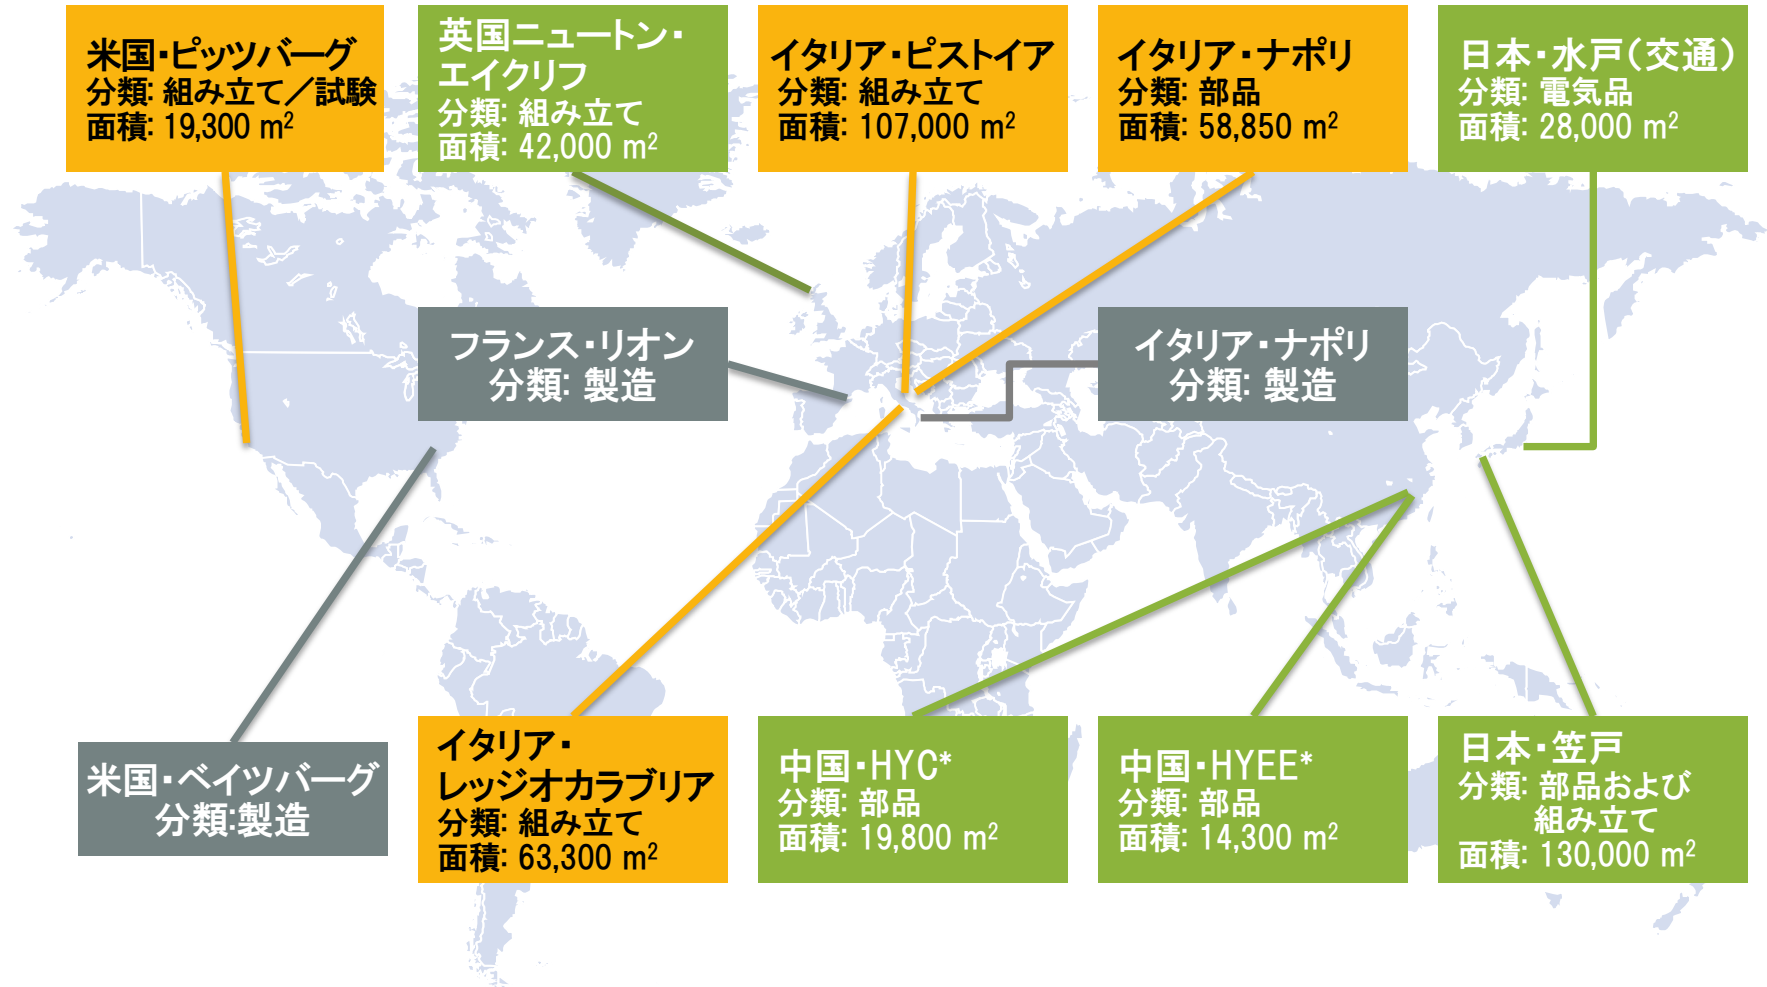 米国・ピッツバーグ
分類: 組み立て／試験
面積: 19,300 m²
英国ニュートン・
エイクリフ
分類: 組み立て
面積: 42,000 m²
イタリア・ピストイア
分類: 組み立て
面積: 107,000 m²
イタリア・ナポリ
分類: 部品
面積: 58,850 m²
日本・水戸(交通)
分類: 電気品
面積: 28,000 m²
フランス・リオン
分類: 製造
イタリア・ナポリ
分類: 製造
米国・ベイツバーグ
分類:製造
イタリア・
レッジオカラブリア
分類: 組み立て
面積: 63,300 m²
中国・HYC*
分類: 部品
面積: 19,800 m²
中国・HYEE*
分類: 部品
面積: 14,300 m²
日本・笠戸
分類: 部品および
組み立て
面積: 130,000 m²